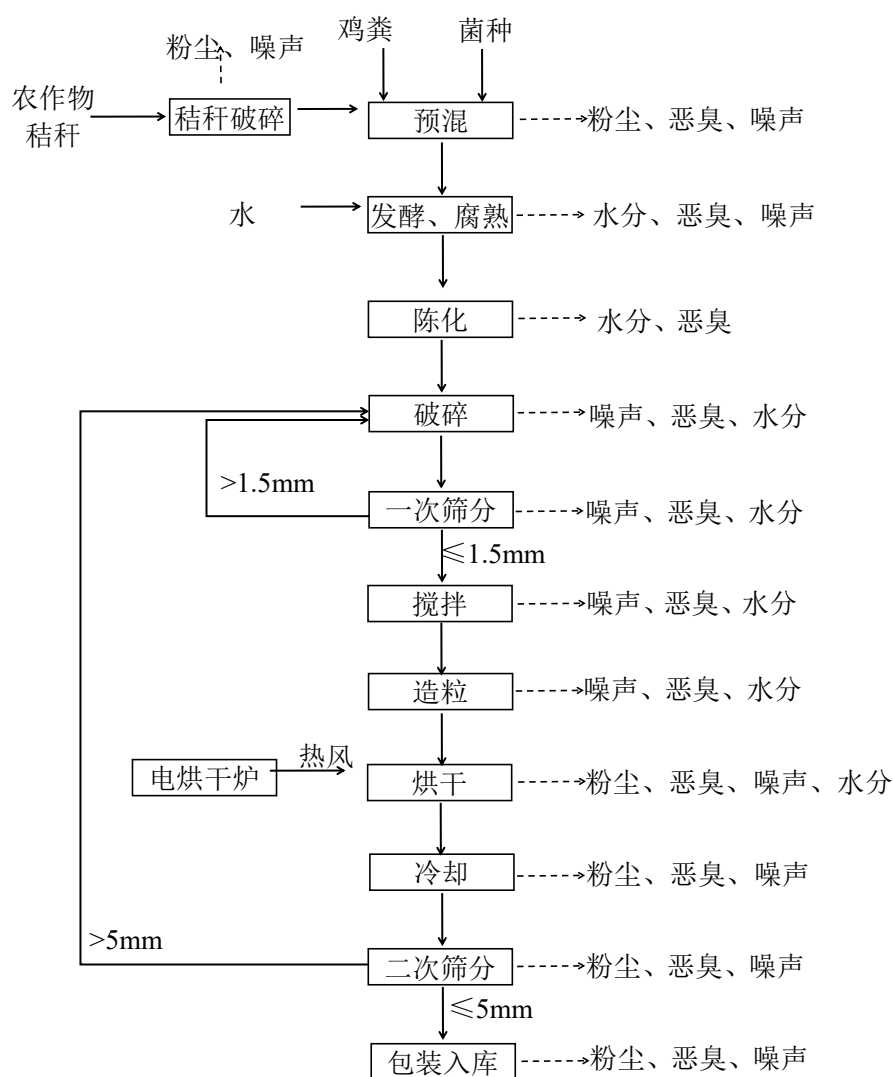 鸡粪
菌种
粉尘、噪声
农作物
秸秆
秸秆破碎
预混
粉尘、恶臭、噪声
水
发酵、腐熟
水分、恶臭、噪声
陈化
水分、恶臭
破碎
噪声、恶臭、水分
>1.5mm
一次筛分
噪声、恶臭、水分
≤1.5mm
搅拌
噪声、恶臭、水分
造粒
噪声、恶臭、水分
电烘干炉
热风
烘干
粉尘、恶臭、噪声、水分
冷却
粉尘、恶臭、噪声
>5mm
二次筛分
粉尘、恶臭、噪声
≤5mm
包装入库
粉尘、恶臭、噪声